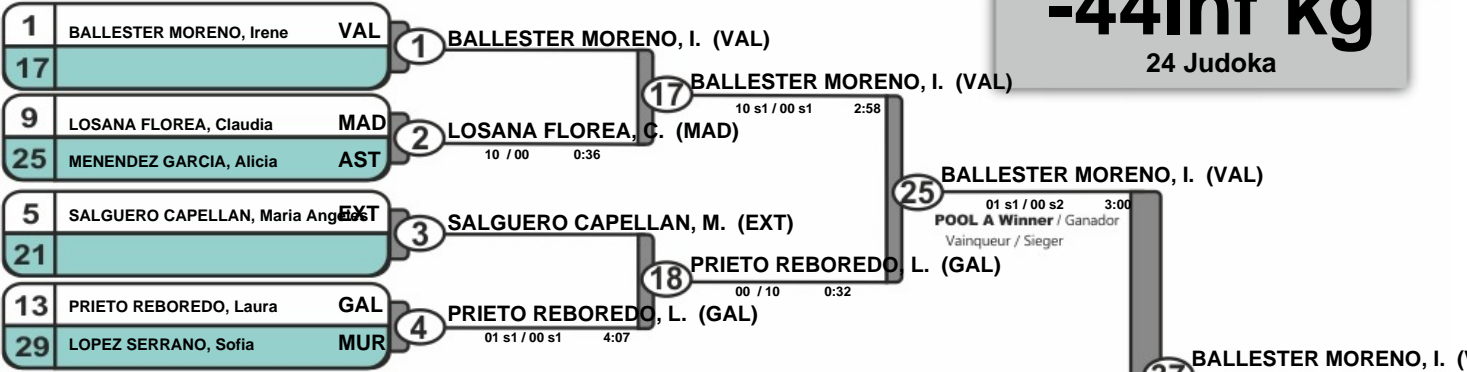 -44inf kg
24 Judoka
1 BALLESTER MORENO, Irene VAL
17
1 BALLESTER MORENO, I. (VAL)
17 BALLESTER MORENO, I. (VAL)
10 s1 / 00 s1 2:58
9 LOSANA FLOREA, Claudia MAD
25 MENENDEZ GARCIA, Alicia AST
2 LOSANA FLOREA, C. (MAD)
10 / 00 0:36
25 BALLESTER MORENO, I. (VAL)
01 s1 / 00 s2 3:00
POOL A Winner / Ganador
Vainqueur / Sieger
5 SALGUERO CAPELLAN, Maria Angeles EXT
21
3 SALGUERO CAPELLAN, M. (EXT)
18 PRIETO REBOREDO, L. (GAL)
00 / 10 0:32
13 PRIETO REBOREDO, Laura GAL
29 LOPEZ SERRANO, Sofia MUR
4 PRIETO REBOREDO, L. (GAL)
01 s1 / 00 s1 4:07
37 BALLESTER MORENO, I. (